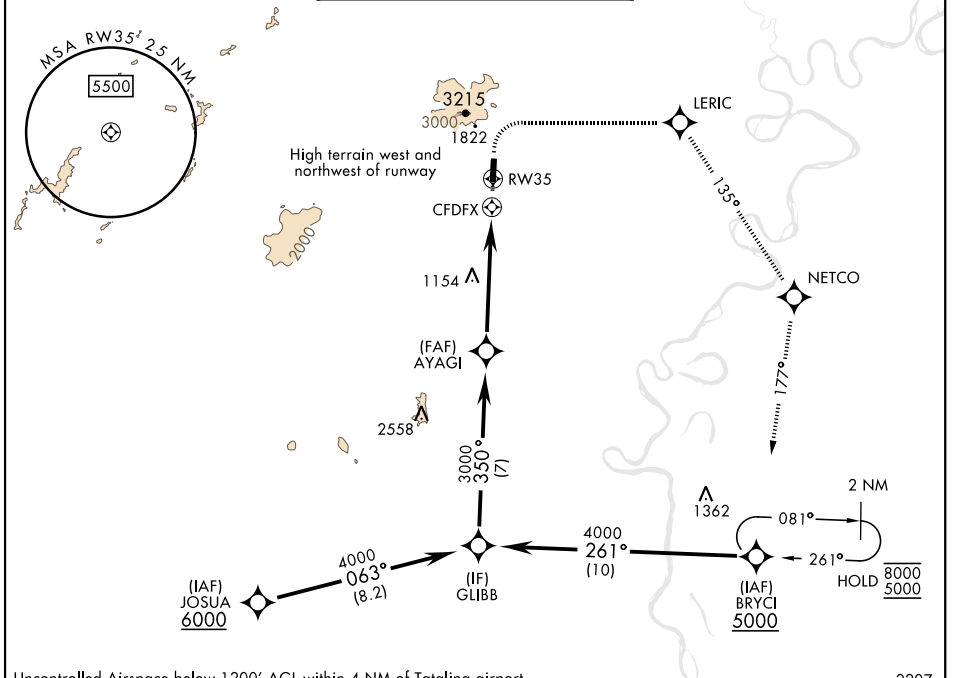 MSA RW35 25 NM
5500
3215
3000
1822
High terrain west and
northwest of runway
RW35
CFDFX
LERIC
135°
2000
1154
NETCO
(FAF)
AYAGI
177°
2558
3000
350°
(7)
1362
2 NM
081°
261°
HOLD 8000
5000
4000
063°
(8.2)
(IAF)
JOSUA
6000
(IF)
GLIBB
4000
261°
(10)
(IAF)
BRYCI
5000
Uncontrolled Airspace below 1200' AGL within 4 NM of Tatalina airport